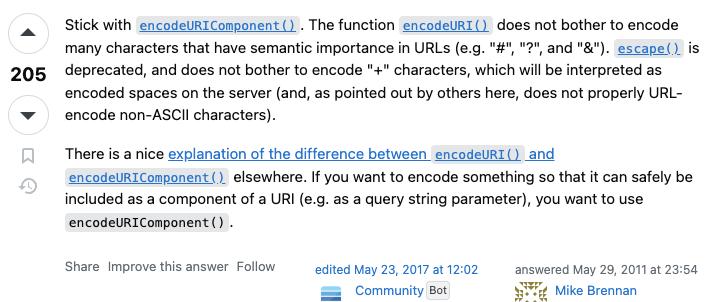 Stick with encodeURIComponent(). The function encodeURI() does not bother to encode
many characters that have semantic importance in URLs (e.g. "#", "?", and "&"). escape() is
205
deprecated, and does not bother to encode "+" characters, which will be interpreted as
encoded spaces on the server (and, as pointed out by others here, does not properly URL-
encode non-ASCII characters).
There is a nice explanation of the difference between encodeURI() and
encodeURIComponent() elsewhere. If you want to encode something so that it can safely be
included as a component of a URI (e.g. as a query string parameter), you want to use
encodeURIComponent().
Share Improve this answer Follow
edited May 23, 2017 at 12:02
Community Bot
answered May 29, 2011 at 23:54
Mike Brennan